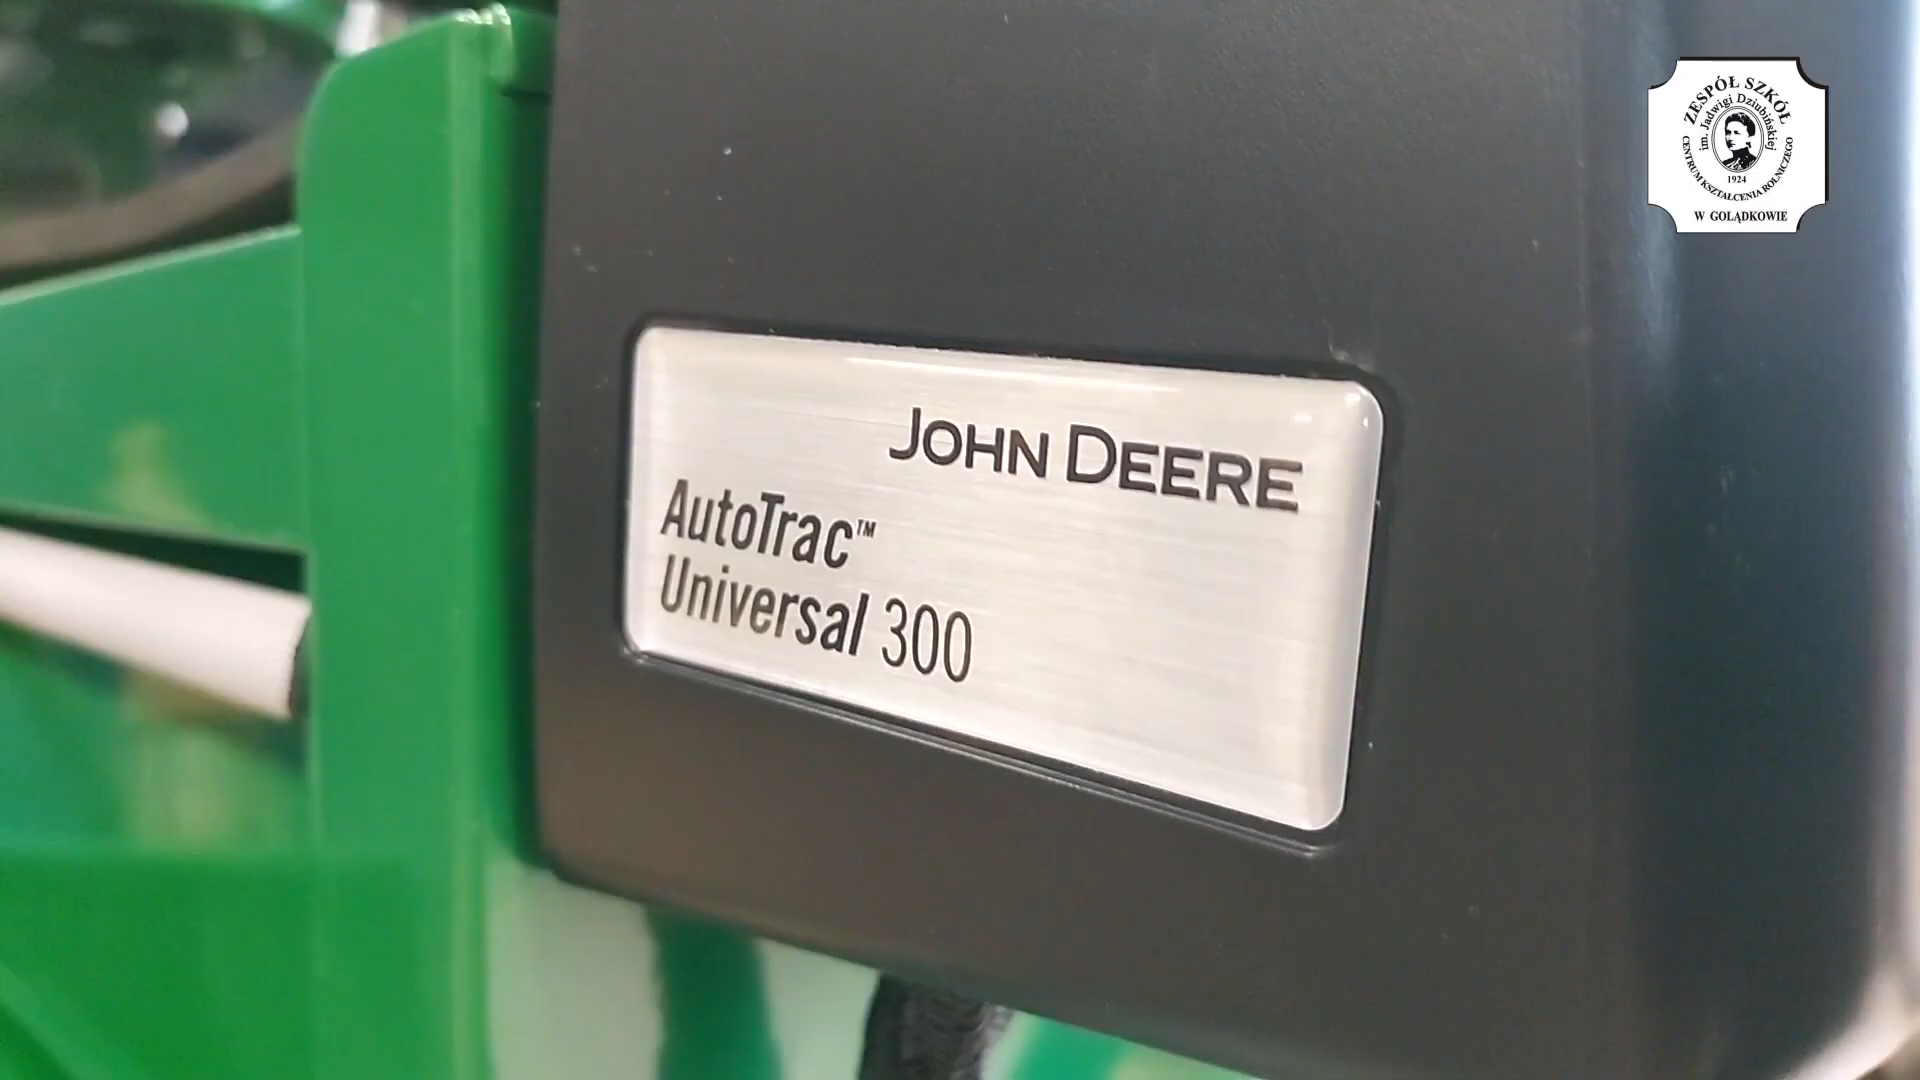 JOHN DEERE
AutoTrac™
Universal 300
ZESPÓŁ SZKÓŁ
im. Jadwigi Dziubińskiej
1924
CENTRUM KSZTAŁCENIA ROLNICZEGO
W GOLĄDKOWIE